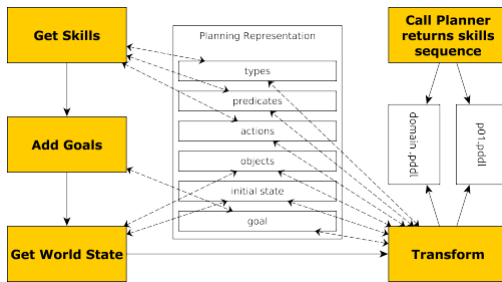 Get Skills
Add Goals
Get World State
Planning Representation
types
predicates
actions
objects
initial state
goal
Call Planner
returns skills
sequence
domain.pddl
p01.pddl
Transform